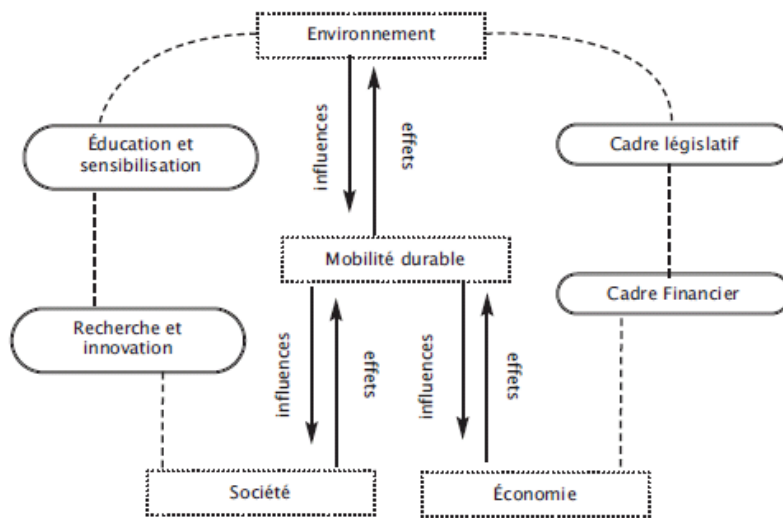 Environnement
influences
effets
Éducation et
sensibilisation
Cadre législatif
Mobilité durable
Recherche et
innovation
Cadre Financier
influences
effets
influences
effets
Société
Économie